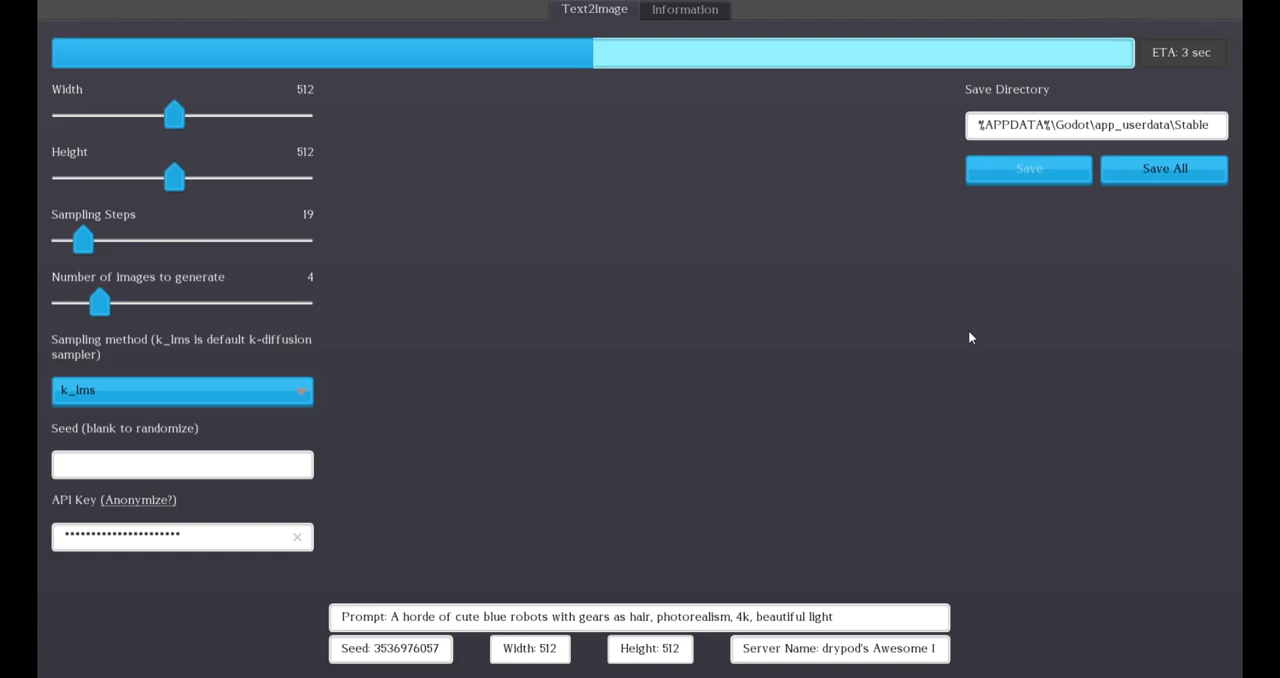 Text2Image
Information
ETA: 3 sec
Width
512
Save Directory
%APPDATA%\Godot\app_userdata\Stable
Height
512
Save
Save All
Sampling Steps
19
Number of images to generate
4
Sampling method (k_lms is default k-diffusion
sampler)
k_lms
Seed (blank to randomize)
API Key (Anonymize?)
**********************
Prompt: A horde of cute blue robots with gears as hair, photorealism, 4k, beautiful light
Seed: 3536976057
Width: 512
Height: 512
Server Name: drypod's Awesome I